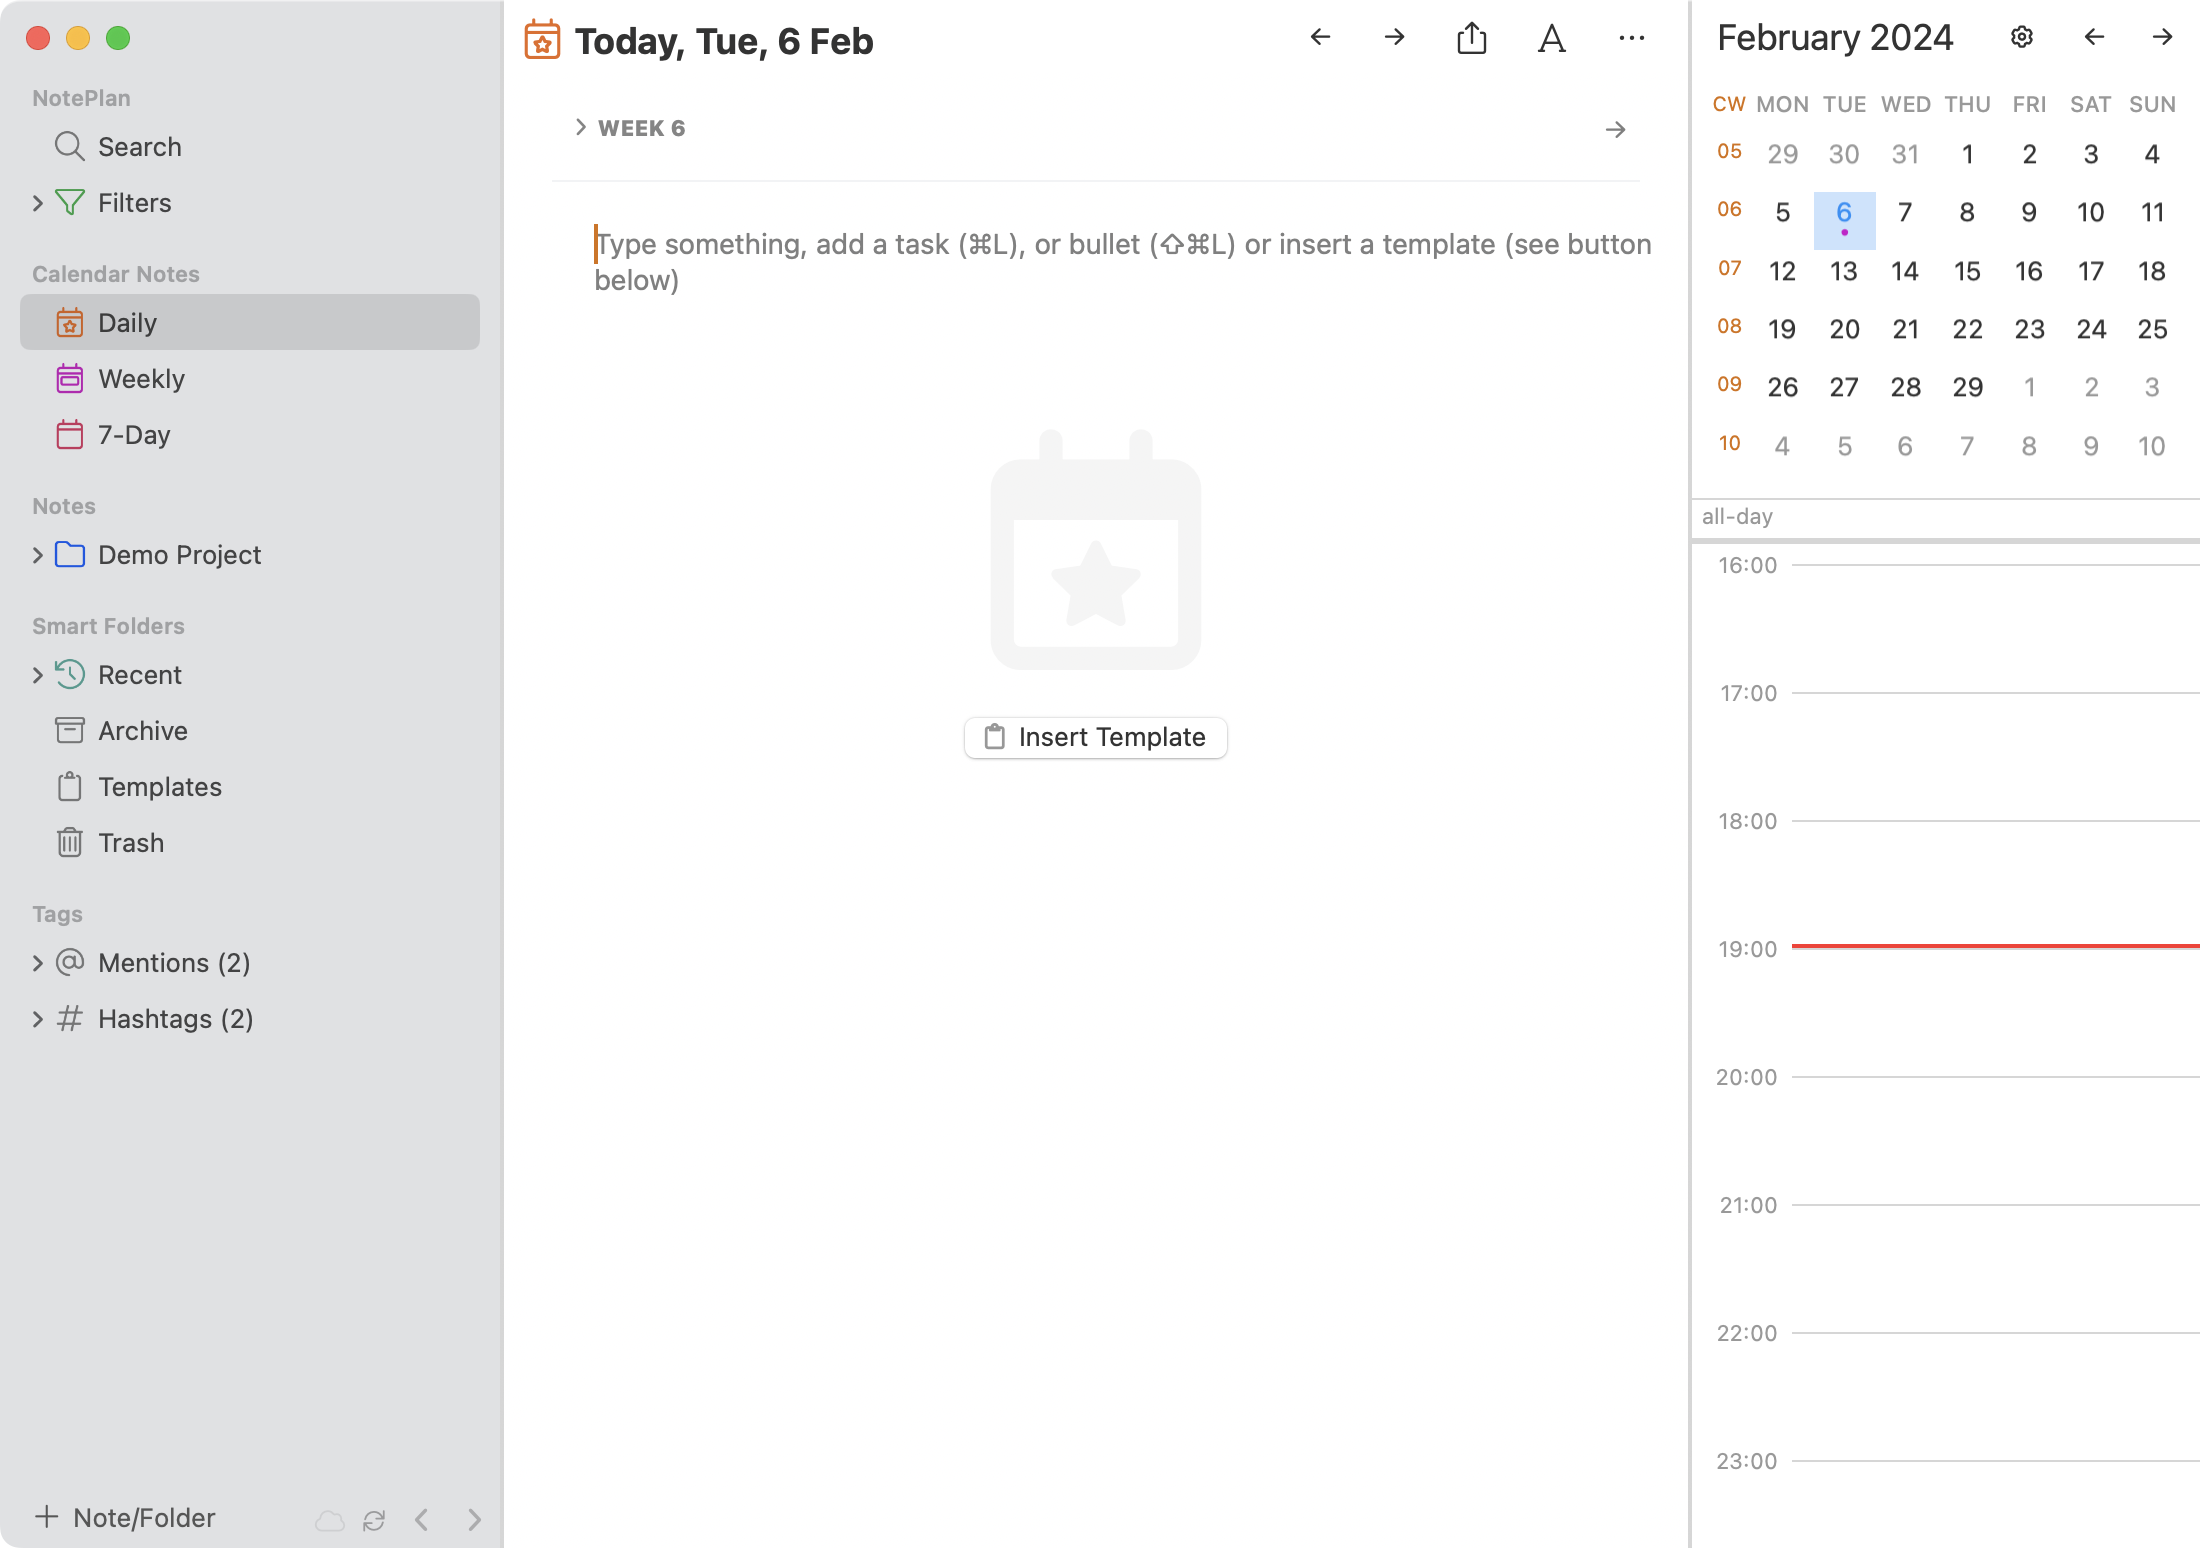 NotePlan
Search
Filters
Calendar Notes
Daily
Weekly
7-Day
Notes
Demo Project
Smart Folders
Recent
Archive
Templates
Trash
Tags
Mentions (2)
Hashtags (2)
Note/Folder
Today, Tue, 6 Feb
WEEK 6
Type something, add a task (⌘L), or bullet (⇧⌘L) or insert a template (see button
below)
Insert Template
February 2024
CW MON TUE WED THU FRI SAT SUN
05 29 30 31 1 2 3 4
06 5 6 7 8 9 10 11
07 12 13 14 15 16 17 18
08 19 20 21 22 23 24 25
09 26 27 28 29 1 2 3
10 4 5 6 7 8 9 10
all-day
16:00
17:00
18:00
19:00
20:00
21:00
22:00
23:00